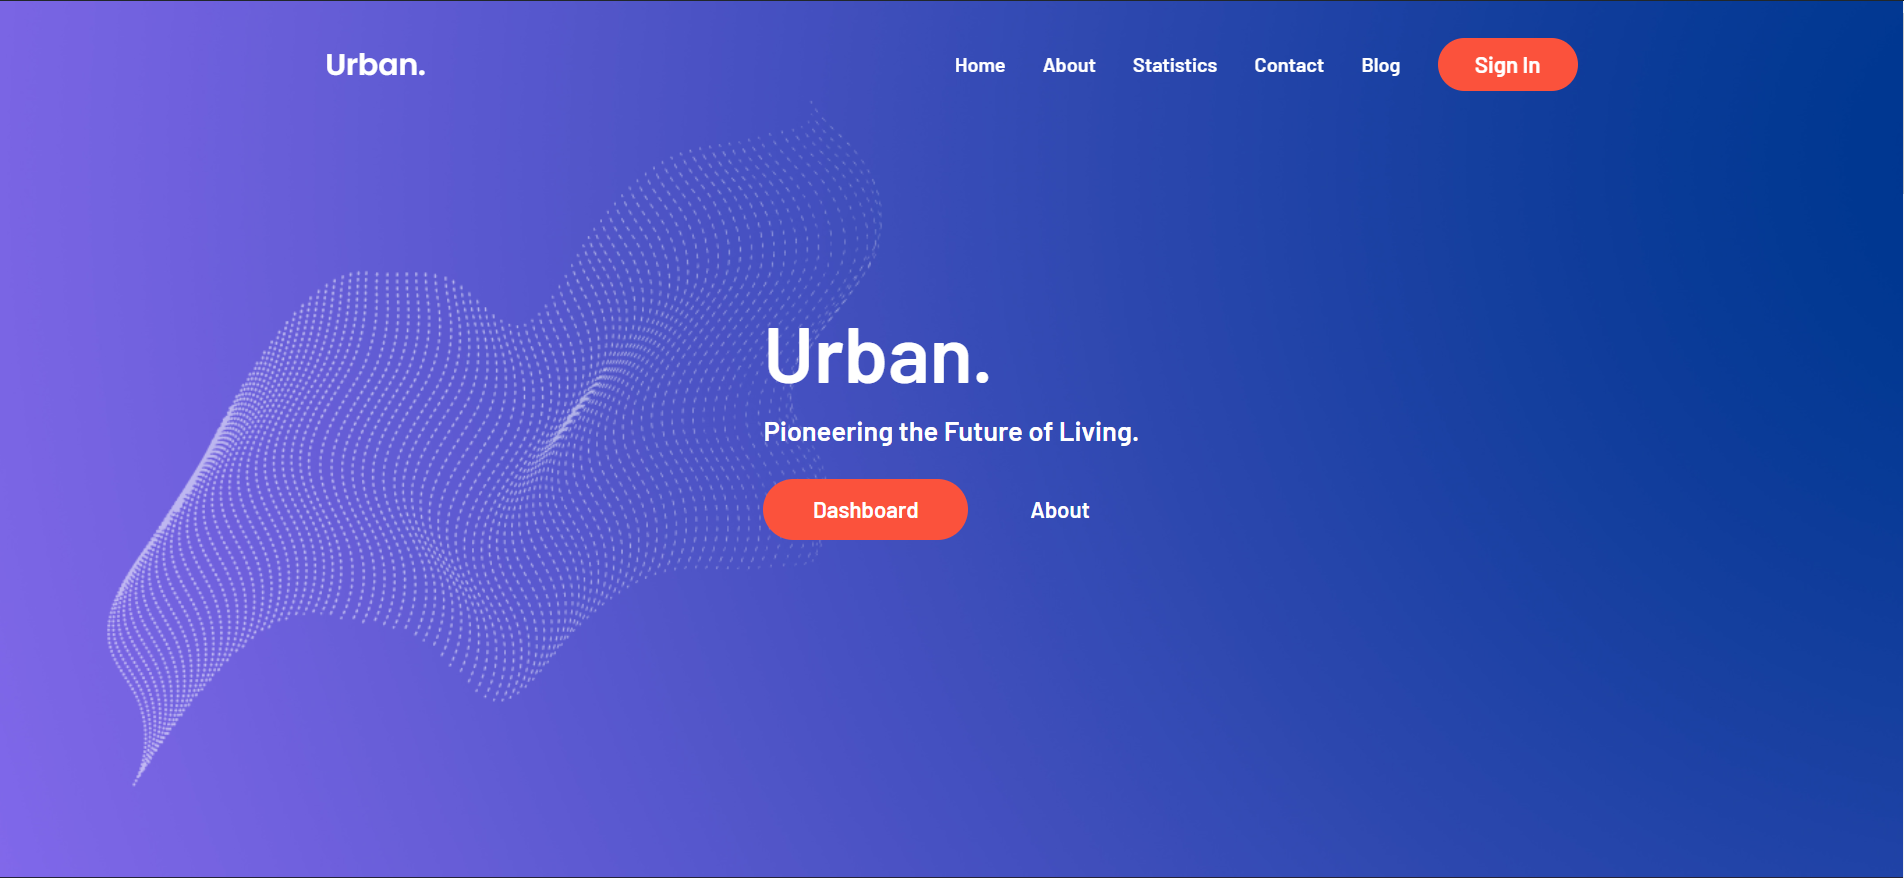 Urban.
Home About Statistics Contact Blog Sign In
Urban.
Pioneering the Future of Living.
Dashboard About